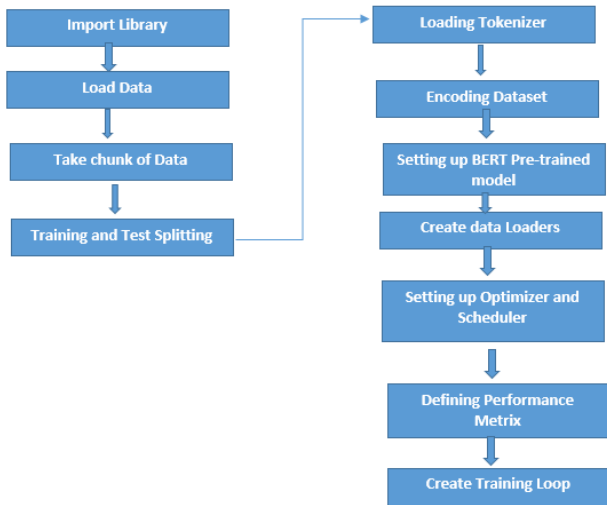 Import Library
Load Data
Take chunk of Data
Training and Test Splitting
Loading Tokenizer
Encoding Dataset
Setting up BERT Pre-trained
model
Create data Loaders
Setting up Optimizer and
Scheduler
Defining Performance
Metrix
Create Training Loop